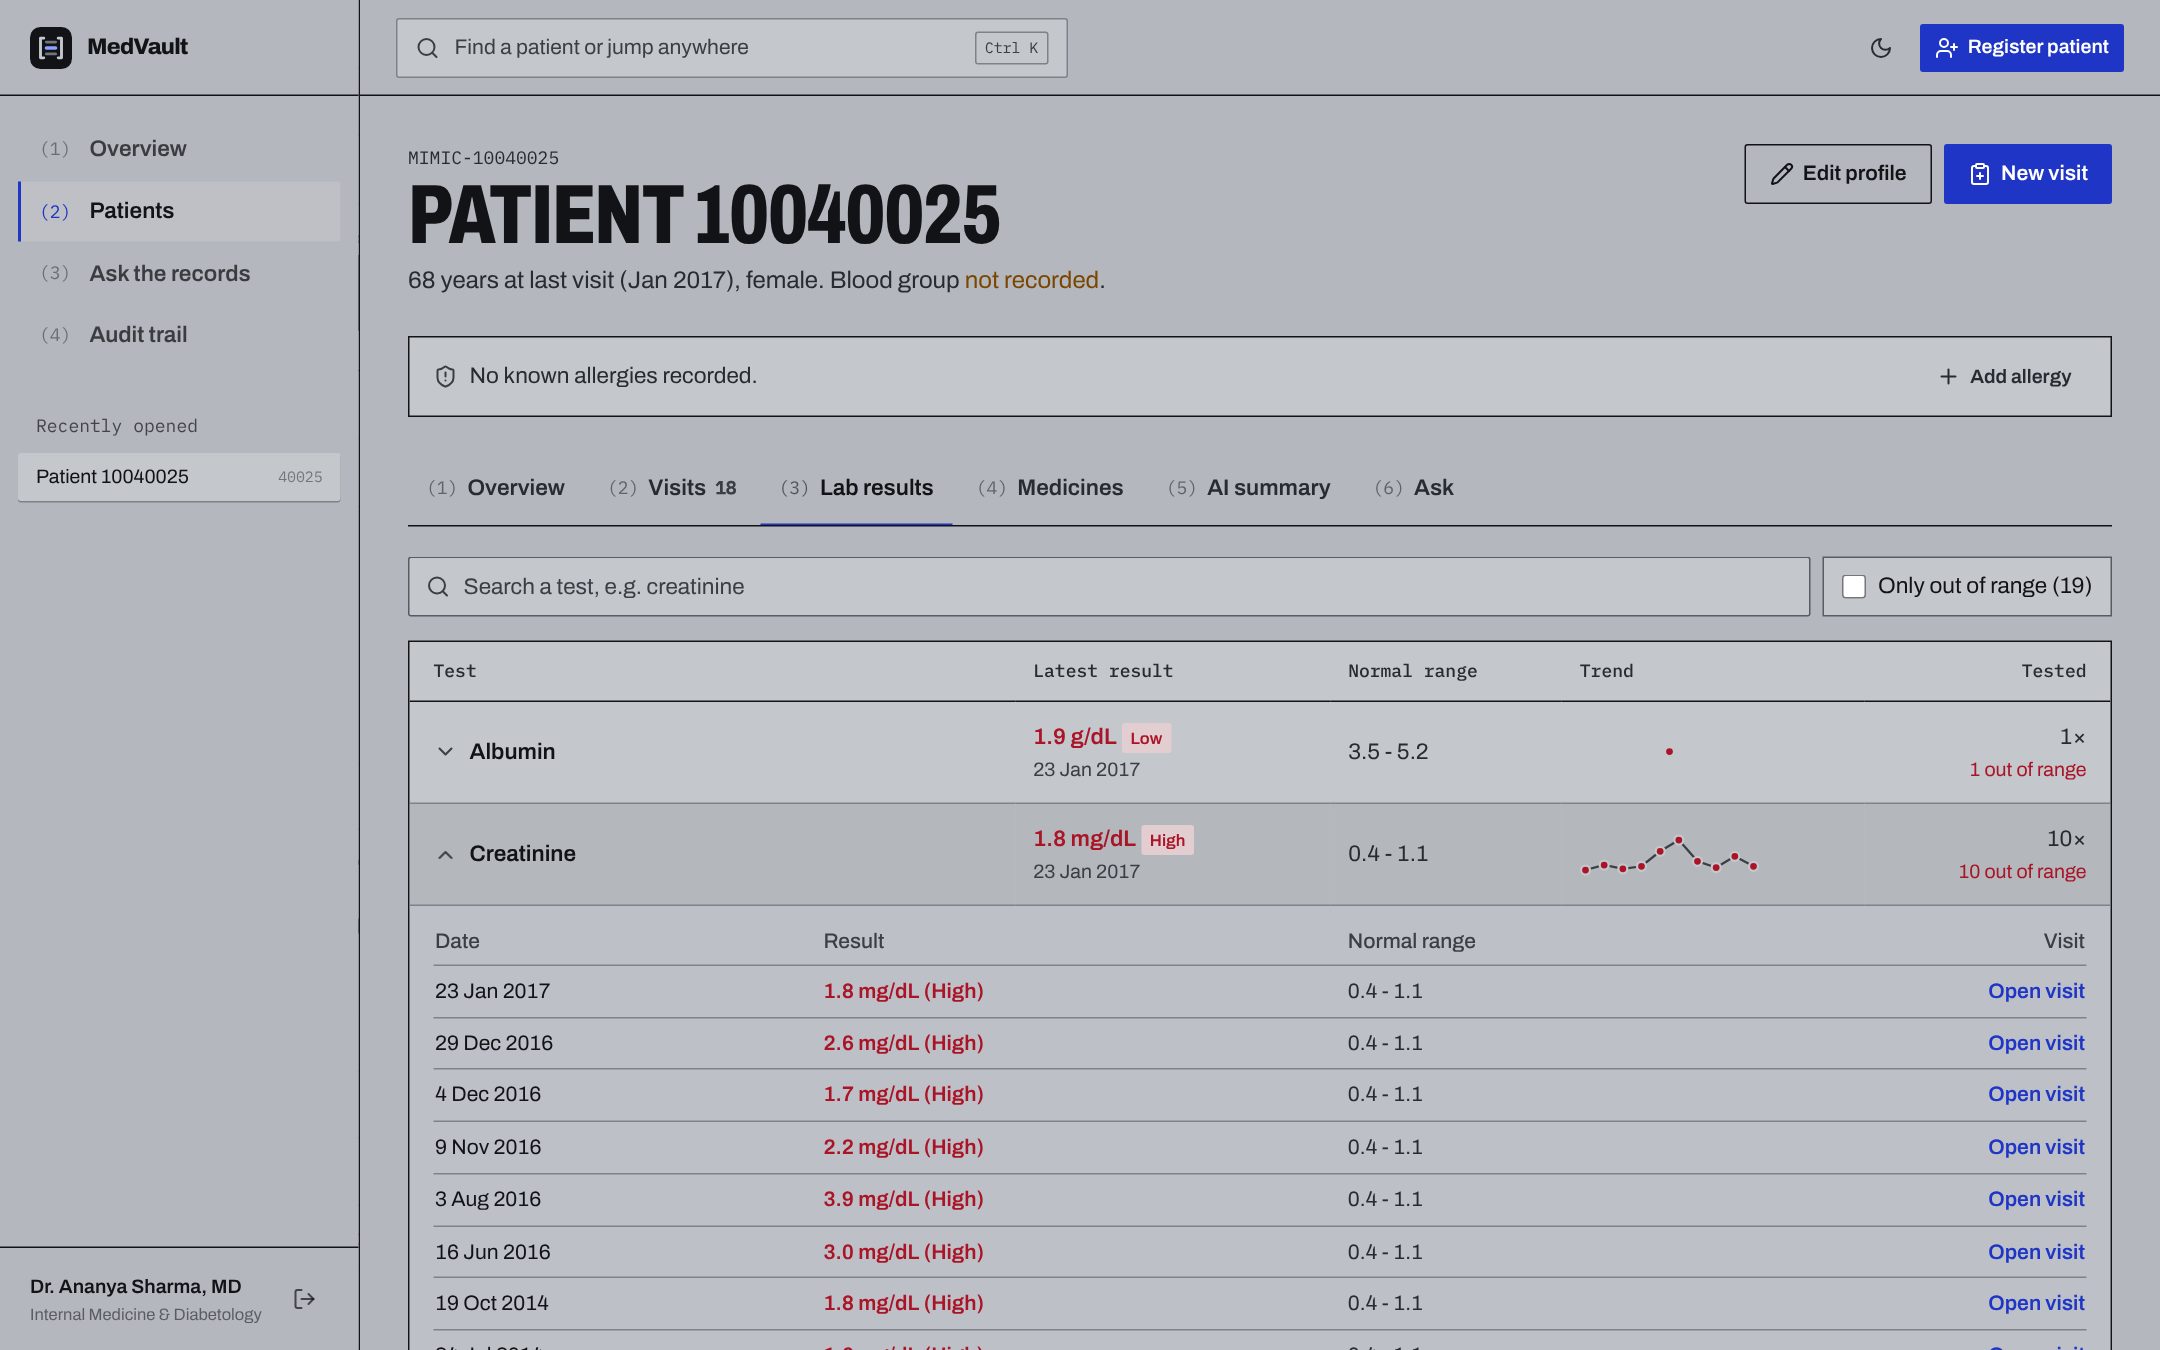 MedVault
Find a patient or jump anywhere
Ctrl K
Register patient
(1) Overview
(2) Patients
(3) Ask the records
(4) Audit trail
Recently opened
Patient 10040025 40025
Dr. Ananya Sharma, MD
Internal Medicine & Diabetology
MIMIC-10040025
PATIENT 10040025
68 years at last visit (Jan 2017), female. Blood group not recorded.
Edit profile
New visit
No known allergies recorded.
Add allergy
(1) Overview (2) Visits 18 (3) Lab results (4) Medicines (5) AI summary (6) Ask
Search a test, e.g. creatinine
Only out of range (19)
Test Latest result Normal range Trend Tested
Albumin 1.9 g/dL Low 3.5 - 5.2 1×
23 Jan 2017 1 out of range
Creatinine 1.8 mg/dL High 0.4 - 1.1 10×
23 Jan 2017 10 out of range
Date Result Normal range Visit
23 Jan 2017 1.8 mg/dL (High) 0.4 - 1.1 Open visit
29 Dec 2016 2.6 mg/dL (High) 0.4 - 1.1 Open visit
4 Dec 2016 1.7 mg/dL (High) 0.4 - 1.1 Open visit
9 Nov 2016 2.2 mg/dL (High) 0.4 - 1.1 Open visit
3 Aug 2016 3.9 mg/dL (High) 0.4 - 1.1 Open visit
16 Jun 2016 3.0 mg/dL (High) 0.4 - 1.1 Open visit
19 Oct 2014 1.8 mg/dL (High) 0.4 - 1.1 Open visit